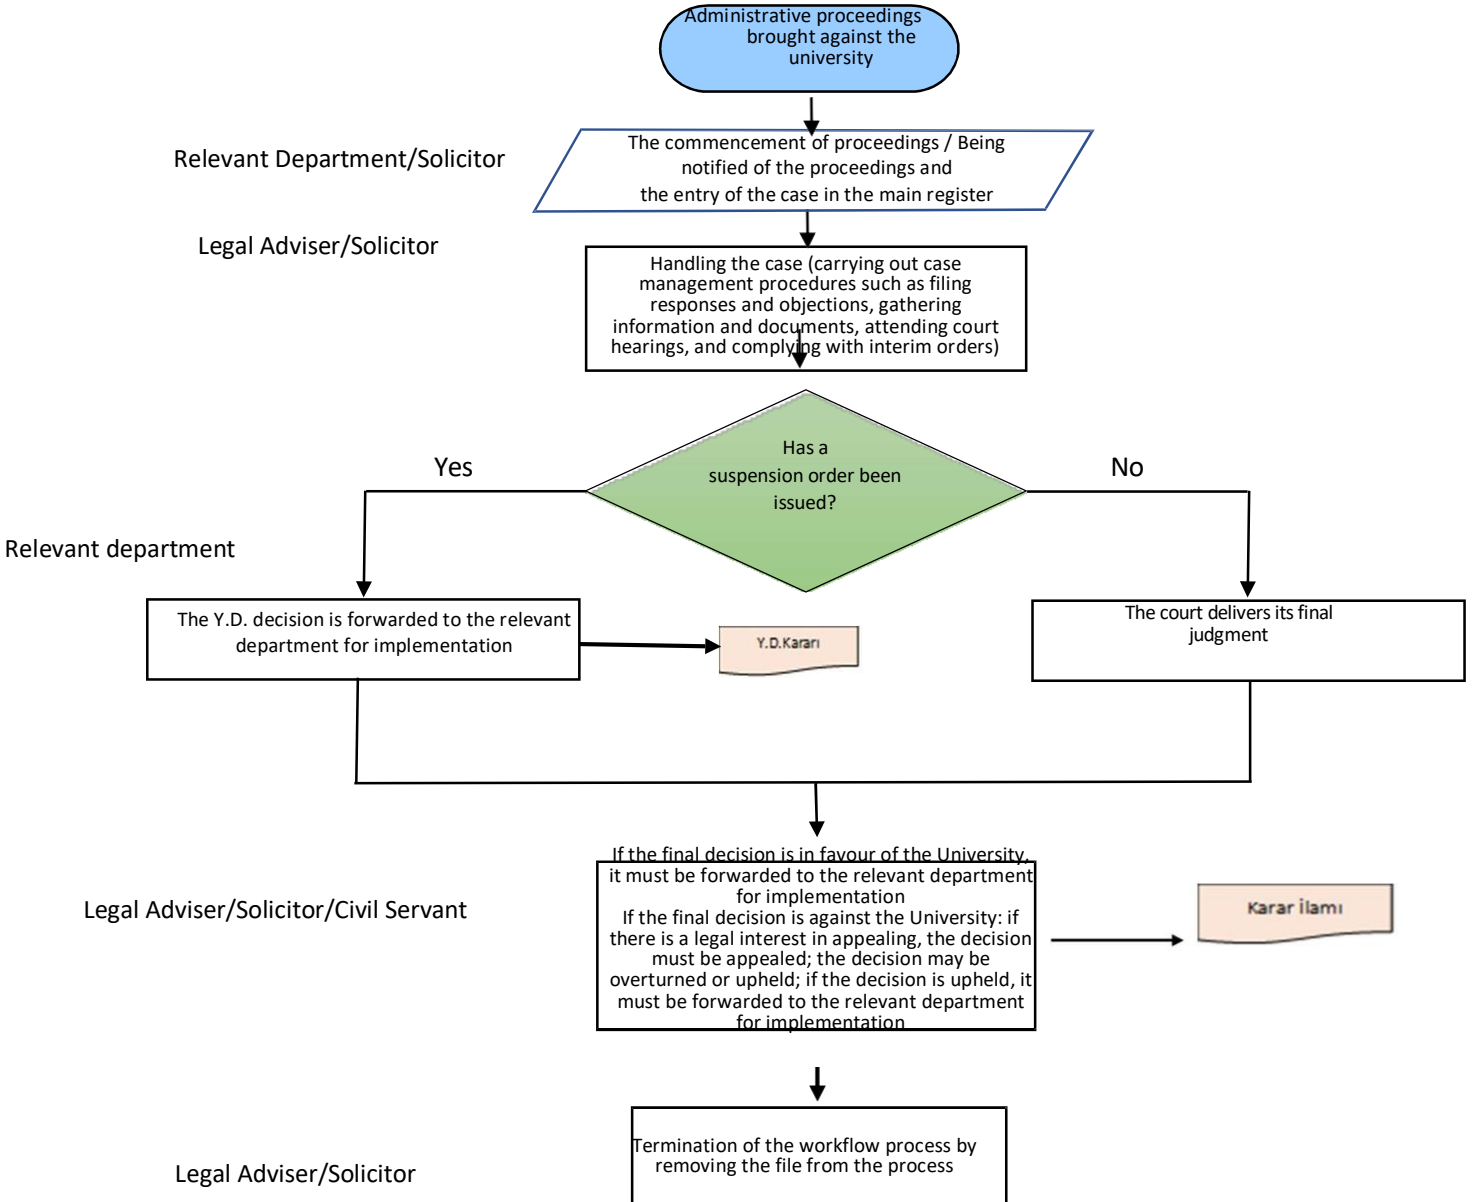 Administrative proceedings
brought against the
university
Relevant Department/Solicitor
The commencement of proceedings / Being
notified of the proceedings and
the entry of the case in the main register
Legal Adviser/Solicitor
Handling the case (carrying out case
management procedures such as filing
responses and objections, gathering
information and documents, attending court
hearings, and complying with interim orders)
Has a
suspension order been
issued?
Yes
No
Relevant department
The Y.D. decision is forwarded to the relevant
department for implementation
Y.D.Kararı
The court delivers its final
judgment
If the final decision is in favour of the University,
it must be forwarded to the relevant department
for implementation
If the final decision is against the University: if
there is a legal interest in appealing, the decision
must be appealed; the decision may be
overturned or upheld; if the decision is upheld, it
must be forwarded to the relevant department
for implementation
Legal Adviser/Solicitor/Civil Servant
Karar İlamı
Termination of the workflow process by
removing the file from the process
Legal Adviser/Solicitor